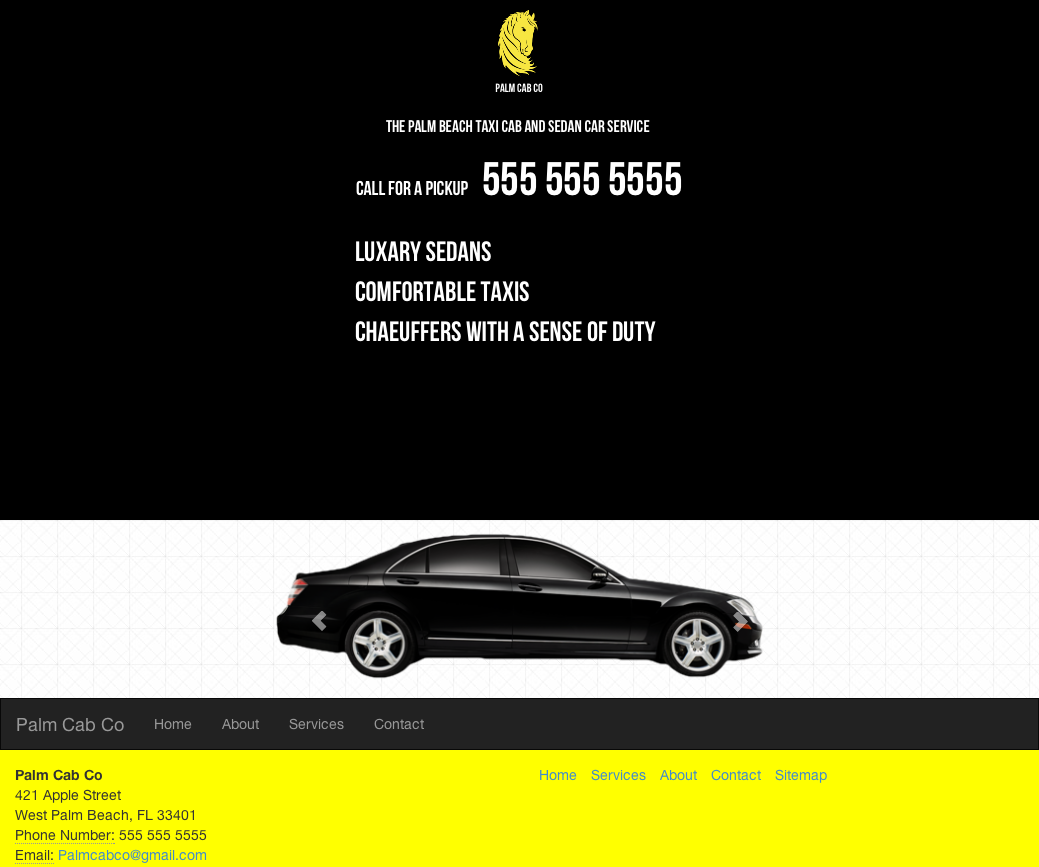 PALM CAB CO
THE PALM BEACH TAXI CAB AND SEDAN CAR SERVICE
CALL FOR A PICKUP 555 555 5555
LUXARY SEDANS
COMFORTABLE TAXIS
CHAEUFFERS WITH A SENSE OF DUTY
Palm Cab Co Home About Services Contact
Palm Cab Co
421 Apple Street
West Palm Beach, FL 33401
Phone Number: 555 555 5555
Email: Palmcabco@gmail.com
Home Services About Contact Sitemap